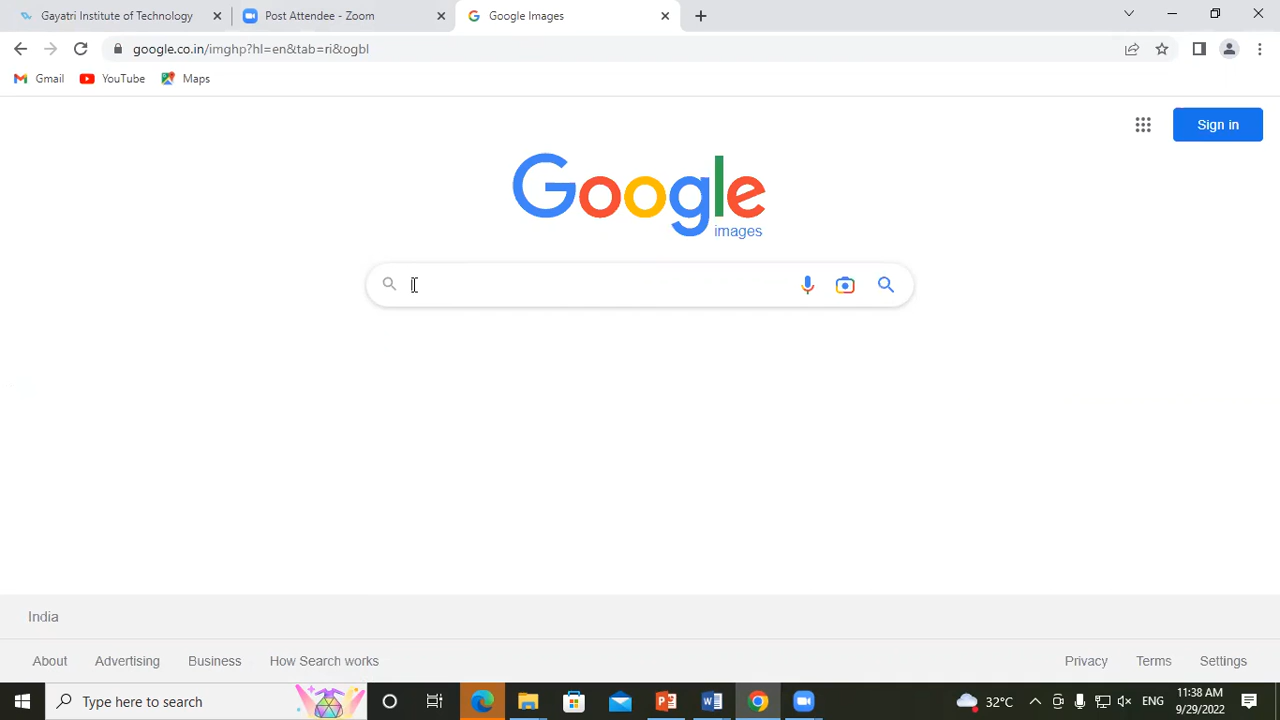 Gayatri Institute of Technology
Post Attendee - Zoom
Google Images
google.co.in/imghp?hl=en&tab=ri&ogbl
Gmail
YouTube
Maps
Sign in
Google
images
India
About
Advertising
Business
How Search works
Privacy
Terms
Settings
Type here to search
32°C
ENG
11:38 AM
9/29/2022